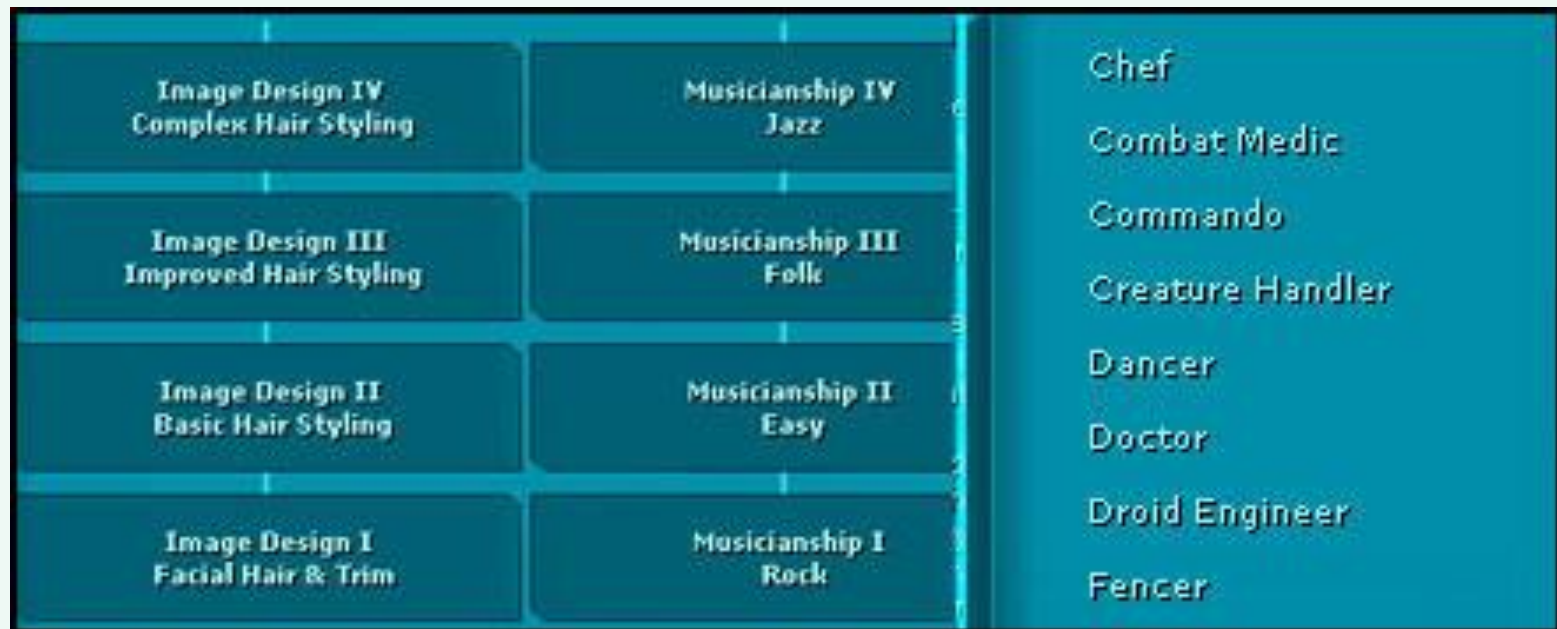 Image Design IV
Complex Hair Styling
Musicianship IV
Jazz
Image Design III
Improved Hair Styling
Musicianship III
Folk
Image Design II
Basic Hair Styling
Musicianship II
Easy
Image Design I
Facial Hair & Trim
Musicianship I
Rock
Chef
Combat Medic
Commando
Creature Handler
Dancer
Doctor
Droid Engineer
Fencer